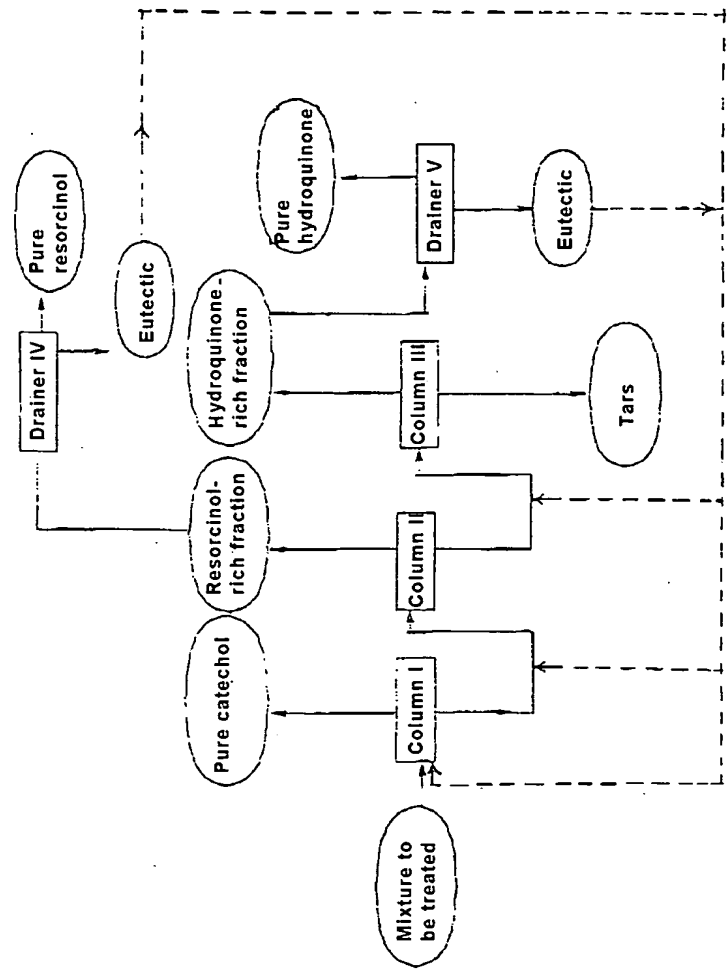 Mixture to
be treated
Column I
Pure catechol
Column II
Resorcinol-
rich fraction
Drainer IV
Pure
resorcinol
Eutectic
Column III
Hydroquinone-
rich fraction
Tars
Drainer V
Pure
hydroquinone
Eutectic